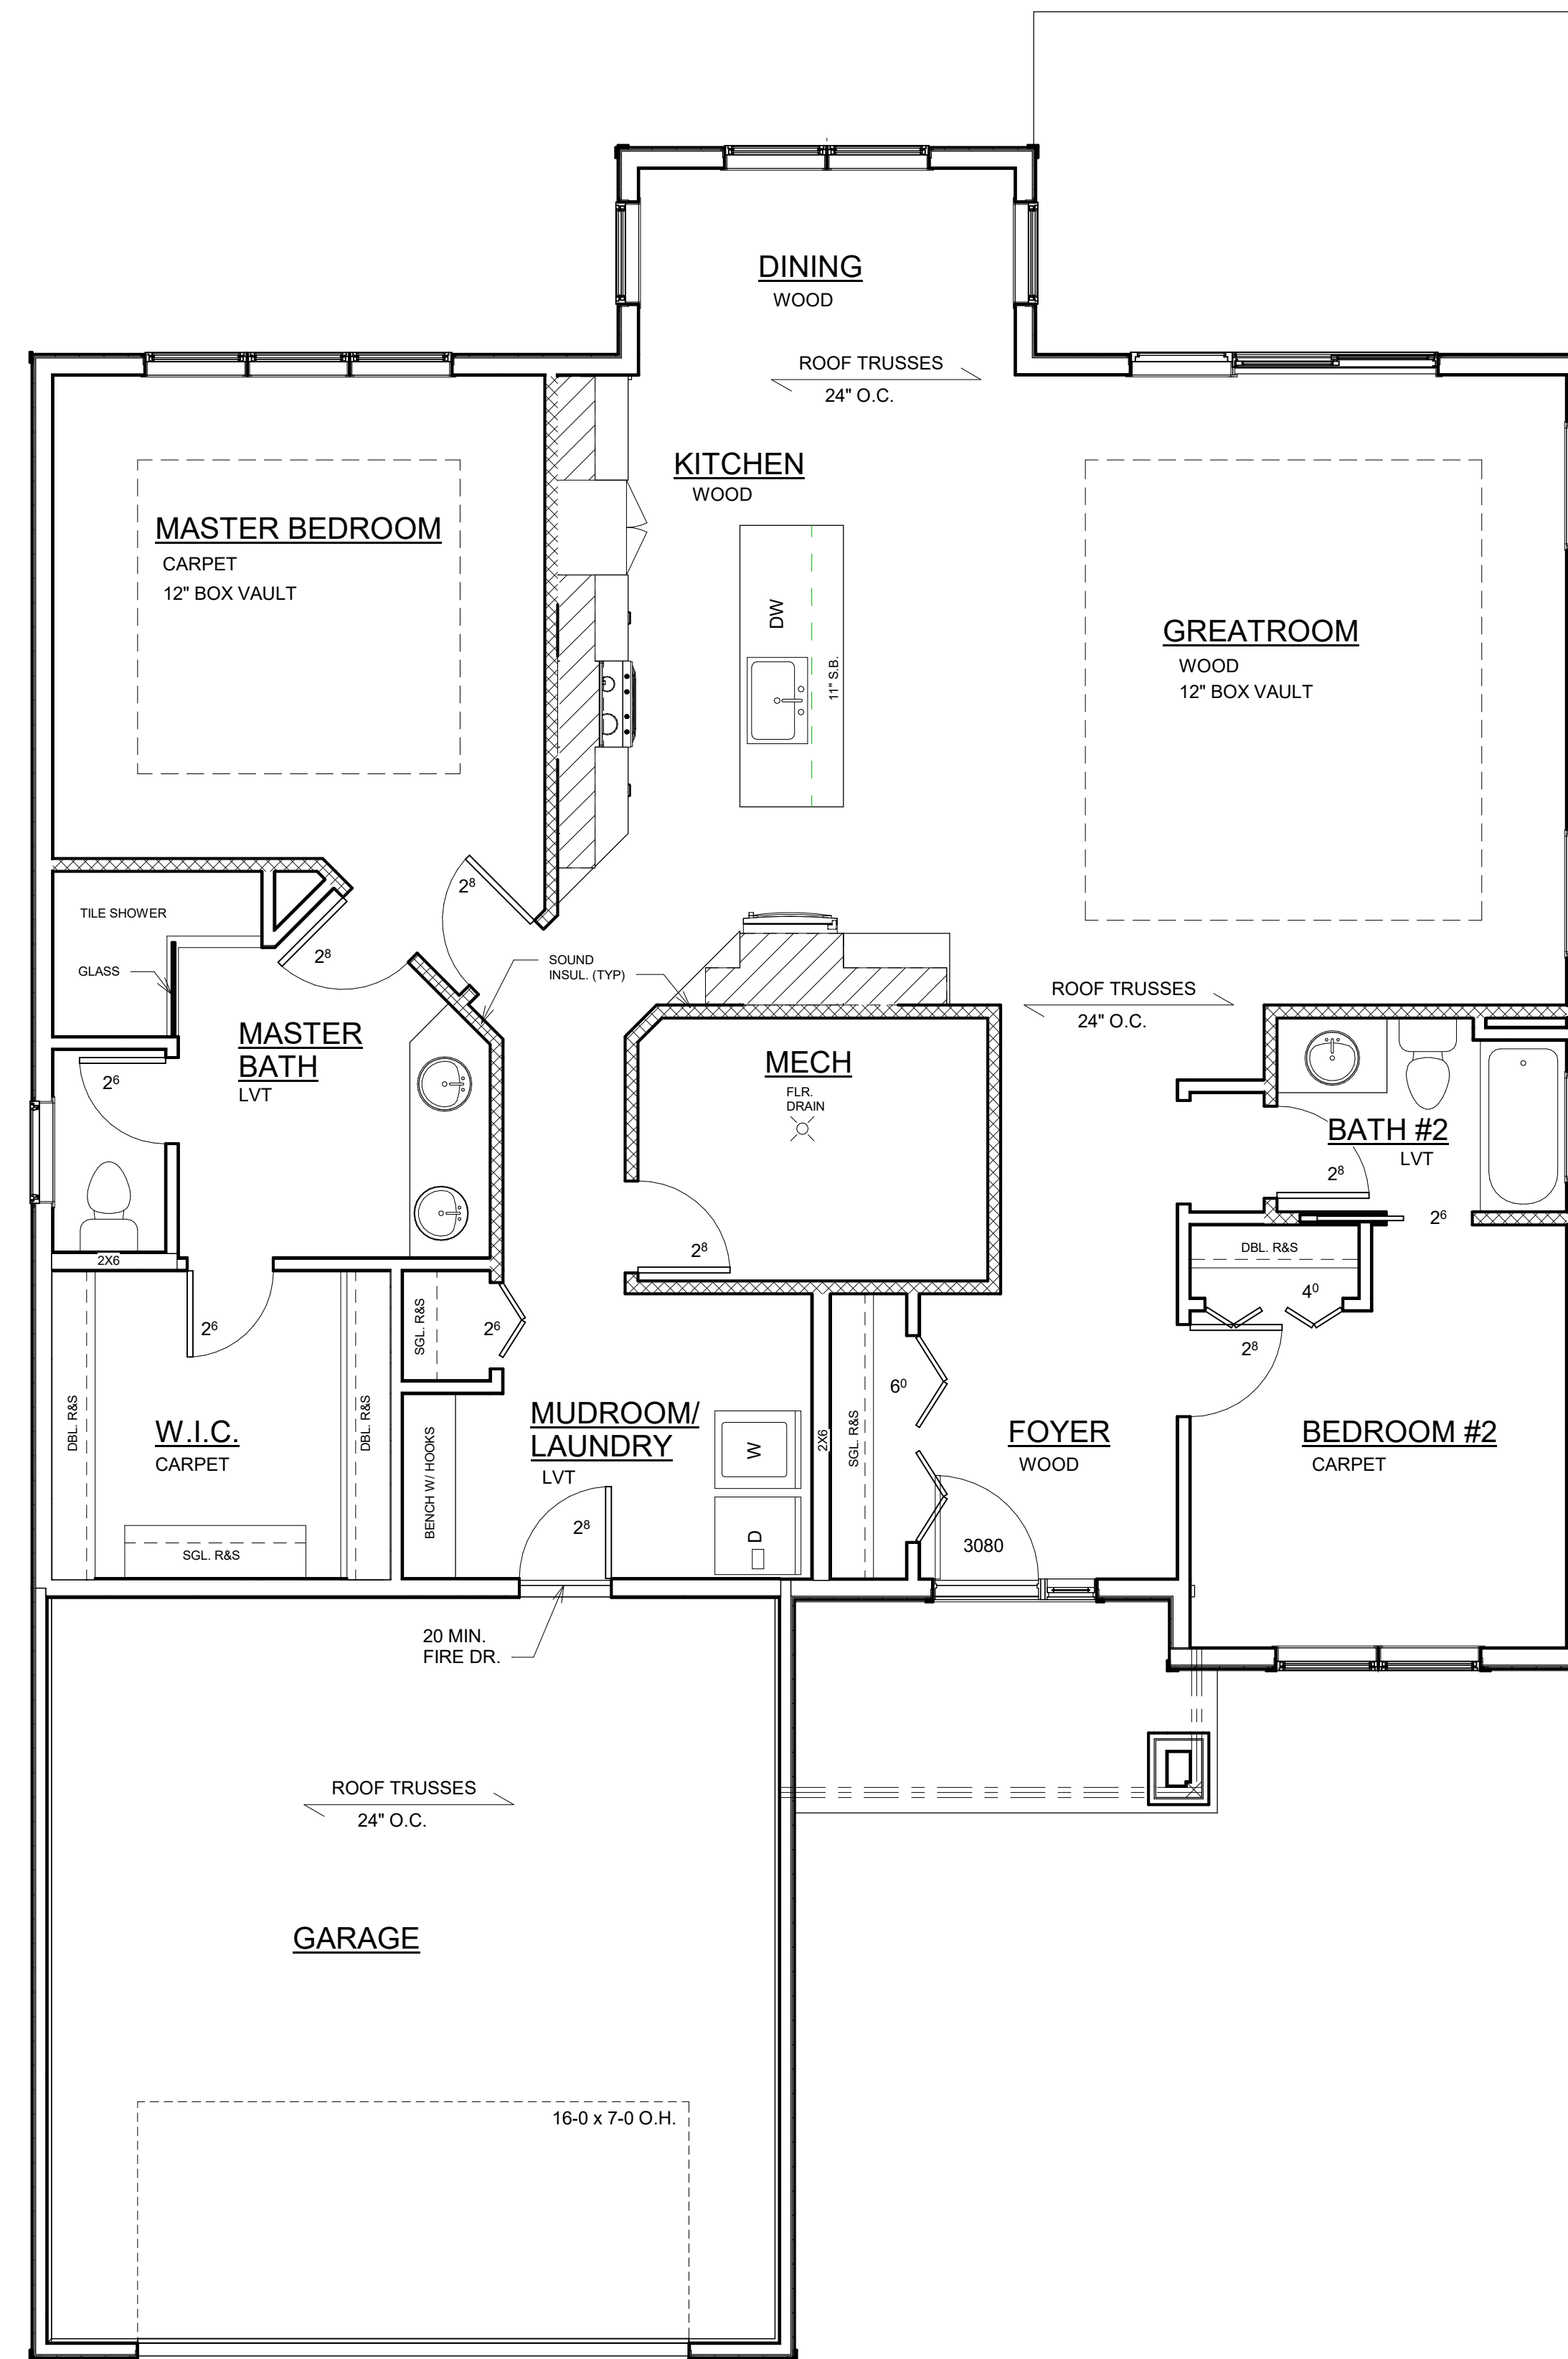 DINING
WOOD
ROOF TRUSSES
24" O.C.
KITCHEN
WOOD
MASTER BEDROOM
CARPET
12" BOX VAULT
DW
11" S.B.
GREATROOM
WOOD
12" BOX VAULT
2⁸
TILE SHOWER
2⁸
GLASS
SOUND
INSUL. (TYP)
ROOF TRUSSES
24" O.C.
MASTER
BATH
LVT
2⁶
MECH
FLR.
DRAIN
BATH #2
LVT
2⁸
2⁶
2X6
2⁸
DBL. R&S
4⁰
2⁶
SGL. R&S
2⁶
2⁸
DBL. R&S
W.I.C.
CARPET
DBL. R&S
SGL. R&S
BENCH W/ HOOKS
MUDROOM/
LAUNDRY
LVT
2⁸
W
D
2X6
SGL. R&S
6⁰
FOYER
WOOD
3080
BEDROOM #2
CARPET
20 MIN.
FIRE DR.
ROOF TRUSSES
24" O.C.
GARAGE
16-0 x 7-0 O.H.